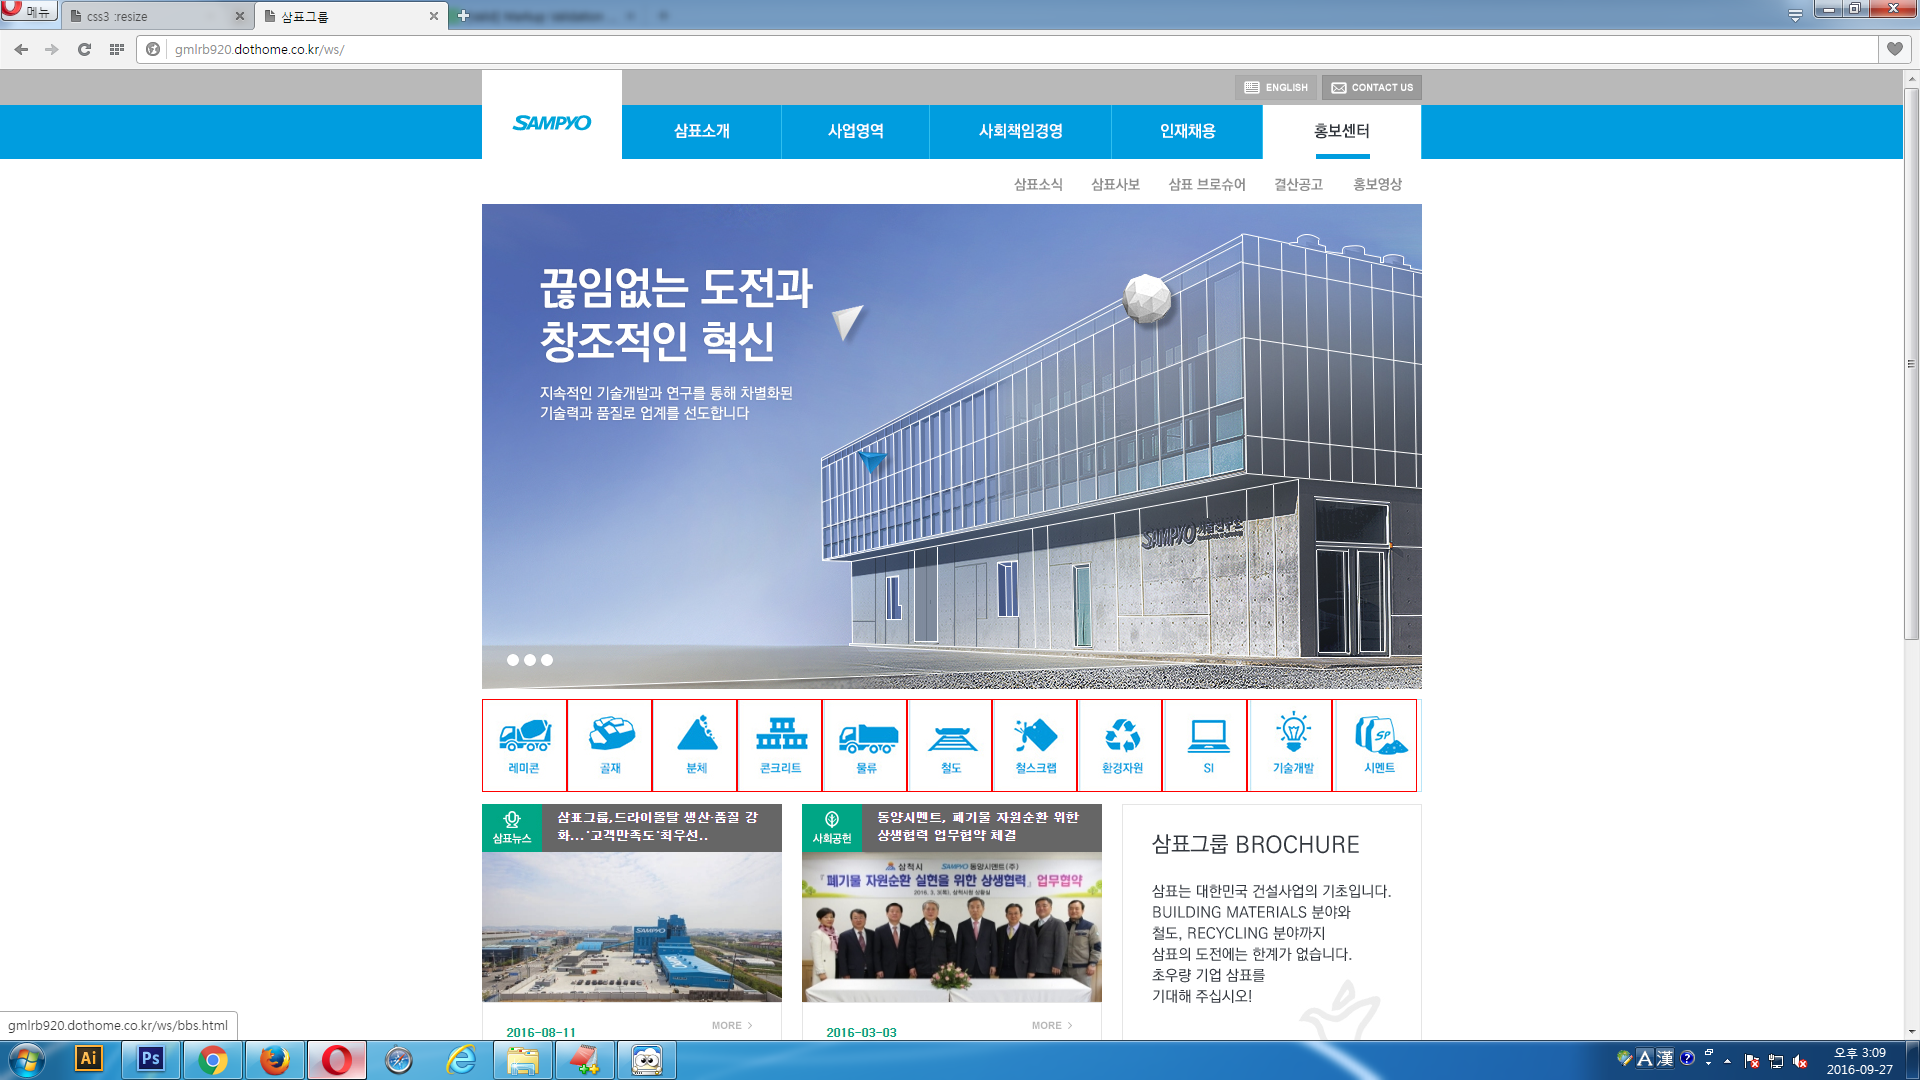 메뉴
css3 :resize
삼표그룹
gmlrb920.dothome.co.kr/ws/
ENGLISH
CONTACT US
SAMPYO
삼표소개
사업영역
사회책임경영
인재채용
홍보센터
삼표소식
삼표사보
삼표 브로슈어
결산공고
홍보영상
끊임없는 도전과
창조적인 혁신
지속적인 기술개발과 연구를 통해 차별화된
기술력과 품질로 업계를 선도합니다
SAMPYO
레미콘
골재
분체
콘크리트
물류
철도
철스크랩
환경자원
SI
기술개발
SP
시멘트
삼표뉴스
삼표그룹,드라이몰탈 생산·품질 강
화...'고객만족도'최우선..
사회공헌
동양시멘트, 폐기물 자원순환 위한
상생협력 업무협약 체결
SAMPYO
삼척시
SAMPYO 동양시멘트(주)
『폐기물 자원순환 실현을 위한 상생협력』 업무협약
2016-08-11
MORE
2016-03-03
MORE
삼표그룹 BROCHURE
삼표는 대한민국 건설사업의 기초입니다.
BUILDING MATERIALS 분야와
철도, RECYCLING 분야까지
삼표의 도전에는 한계가 없습니다.
초우량 기업 삼표를
기대해 주십시오!
gmlrb920.dothome.co.kr/ws/bbs.html
Ai
Ps
A 漢
오후 3:09
2016-09-27